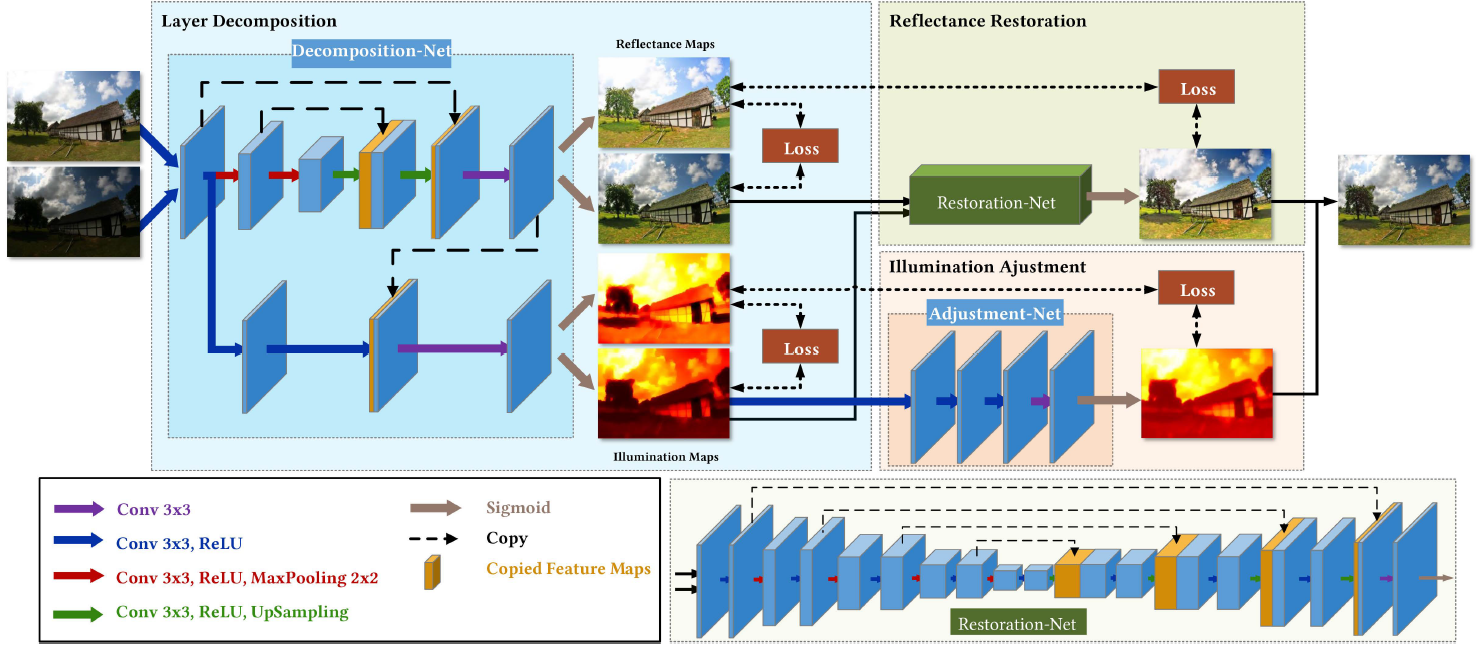 Layer Decomposition
Reflectance Restoration
Decomposition-Net
Reflectance Maps
Loss
Loss
Restoration-Net
Illumination Ajustment
Loss
Adjustment-Net
Loss
Illumination Maps
Conv 3x3
Sigmoid
Conv 3x3, ReLU
Copy
Conv 3x3, ReLU, MaxPooling 2x2
Copied Feature Maps
Conv 3x3, ReLU, UpSampling
Restoration-Net